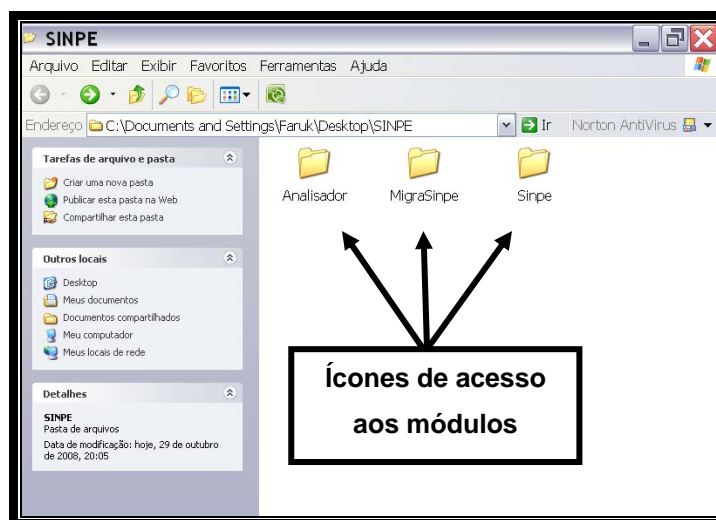 SINPE
Arquivo Editar Exibir Favoritos Ferramentas Ajuda
Endereço C:\Documents and Settings\Faruk\Desktop\SINPE Ir Norton AntiVirus
Tarefas de arquivo e pasta
Criar uma nova pasta
Publicar esta pasta na Web
Compartilhar esta pasta
Outros locais
Desktop
Meus documentos
Documentos compartilhados
Meu computador
Meus locais de rede
Detalhes
SINPE
Pasta de arquivos
Data de modificação: hoje, 29 de outubro
de 2008, 20:05
Analisador MigraSinpe Sinpe
Ícones de acesso
aos módulos